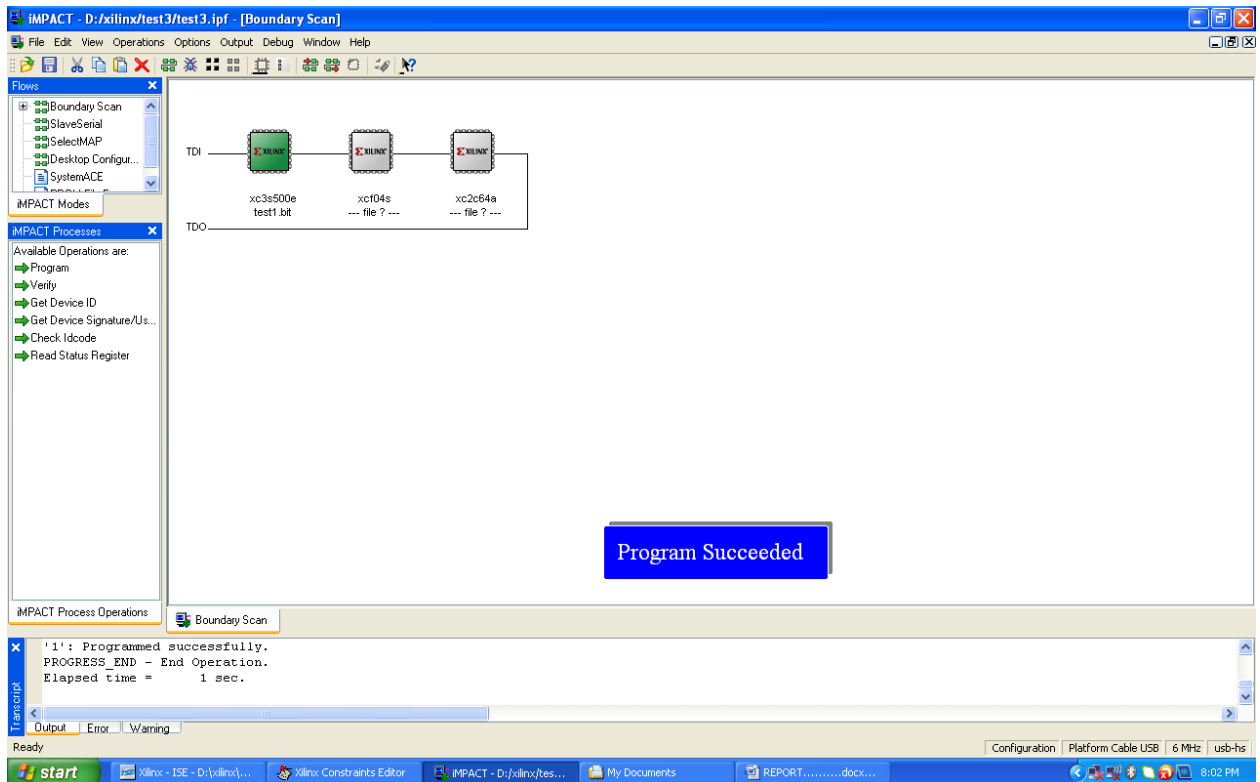 iMPACT - D:/xilinx/test3/test3.ipf - [Boundary Scan]
File Edit View Operations Options Output Debug Window Help
Flows
Boundary Scan
SlaveSerial
SelectMAP
Desktop Configur...
SystemACE
iMPACT Modes
iMPACT Processes
Available Operations are:
Program
Verify
Get Device ID
Get Device Signature/Us...
Check Idcode
Read Status Register
iMPACT Process Operations
TDI
XILINX XILINX XILINX
xc3s500e xcf04s xc2c64a
test1.bit --- file ? --- --- file ? ---
TDO
Program Succeeded
Boundary Scan
'1': Programmed successfully.
PROGRESS_END - End Operation.
Elapsed time = 1 sec.
Transcript
Output Error Warning
Ready
Configuration Platform Cable USB 6 MHz usb-hs
start Xilinx - ISE - D:\xilinx\... Xilinx Constraints Editor iMPACT - D:/xilinx/tes... My Documents REPORT..........docx... 8:02 PM